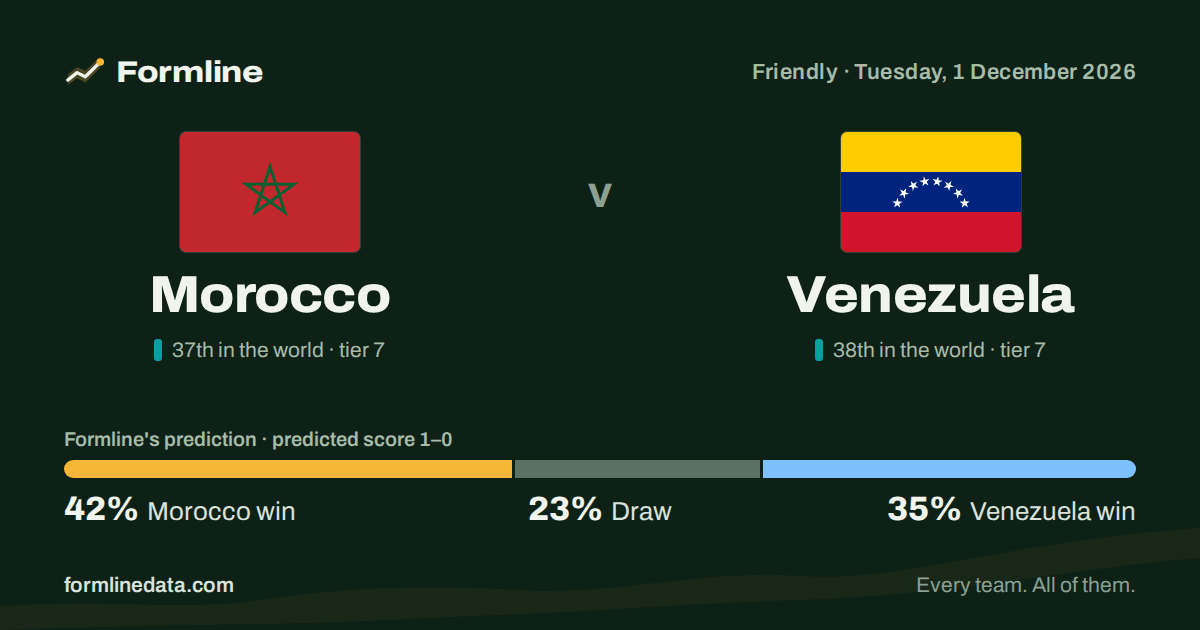 Formline
Friendly · Tuesday, 1 December 2026
v
Morocco
Venezuela
37th in the world · tier 7
38th in the world · tier 7
Formline's prediction · predicted score 1–0
42% Morocco win
23% Draw
35% Venezuela win
formlinedata.com
Every team. All of them.